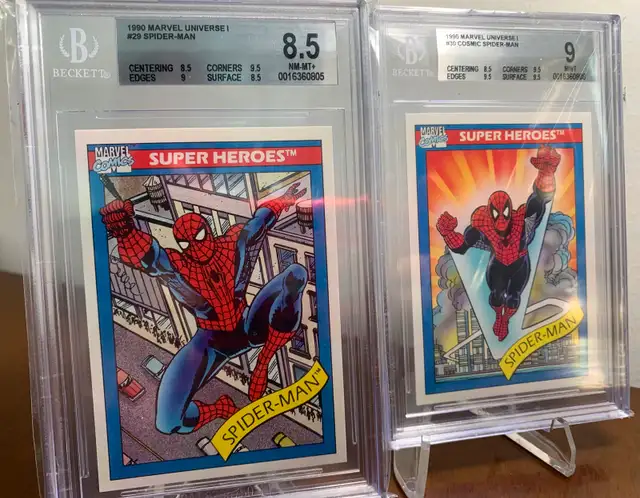 1990 MARVEL UNIVERSE I
#29 SPIDER-MAN
8.5
NM-MT+
CENTERING 8.5 CORNERS 9.5
EDGES 9 SURFACE 8.5
0016360805
B
BECKETT
MARVEL
COMICS
SUPER HEROES™
SPIDER-MAN™
1990 MARVEL UNIVERSE I
#30 COSMIC SPIDER-MAN
9
MINT
CENTERING 8.5 CORNERS 9.5
EDGES 9.5 SURFACE 8.5
BECKETT
MARVEL
COMICS
SUPER HEROES™
SPIDER-MAN